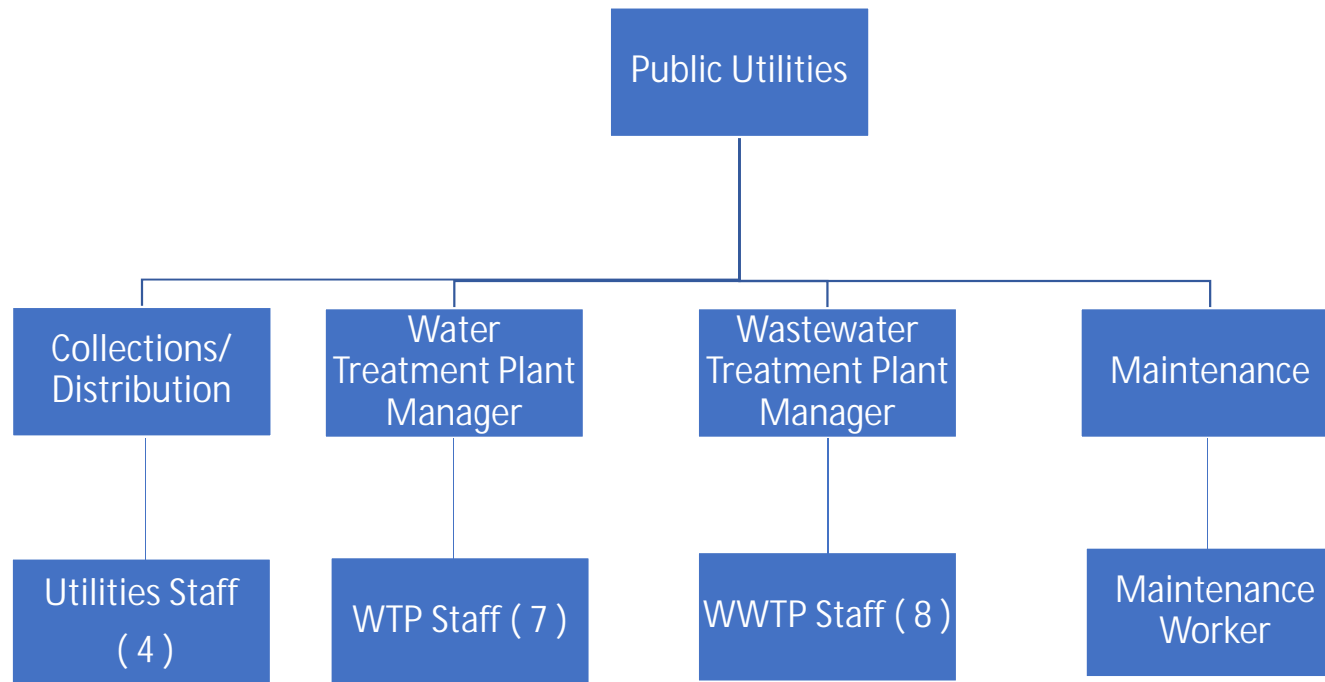 Public Utilities
Collections/
Distribution
Water
Treatment Plant
Manager
Wastewater
Treatment Plant
Manager
Maintenance
Utilities Staff
( 4 )
WTP Staff ( 7 )
WWTP Staff ( 8 )
Maintenance
Worker